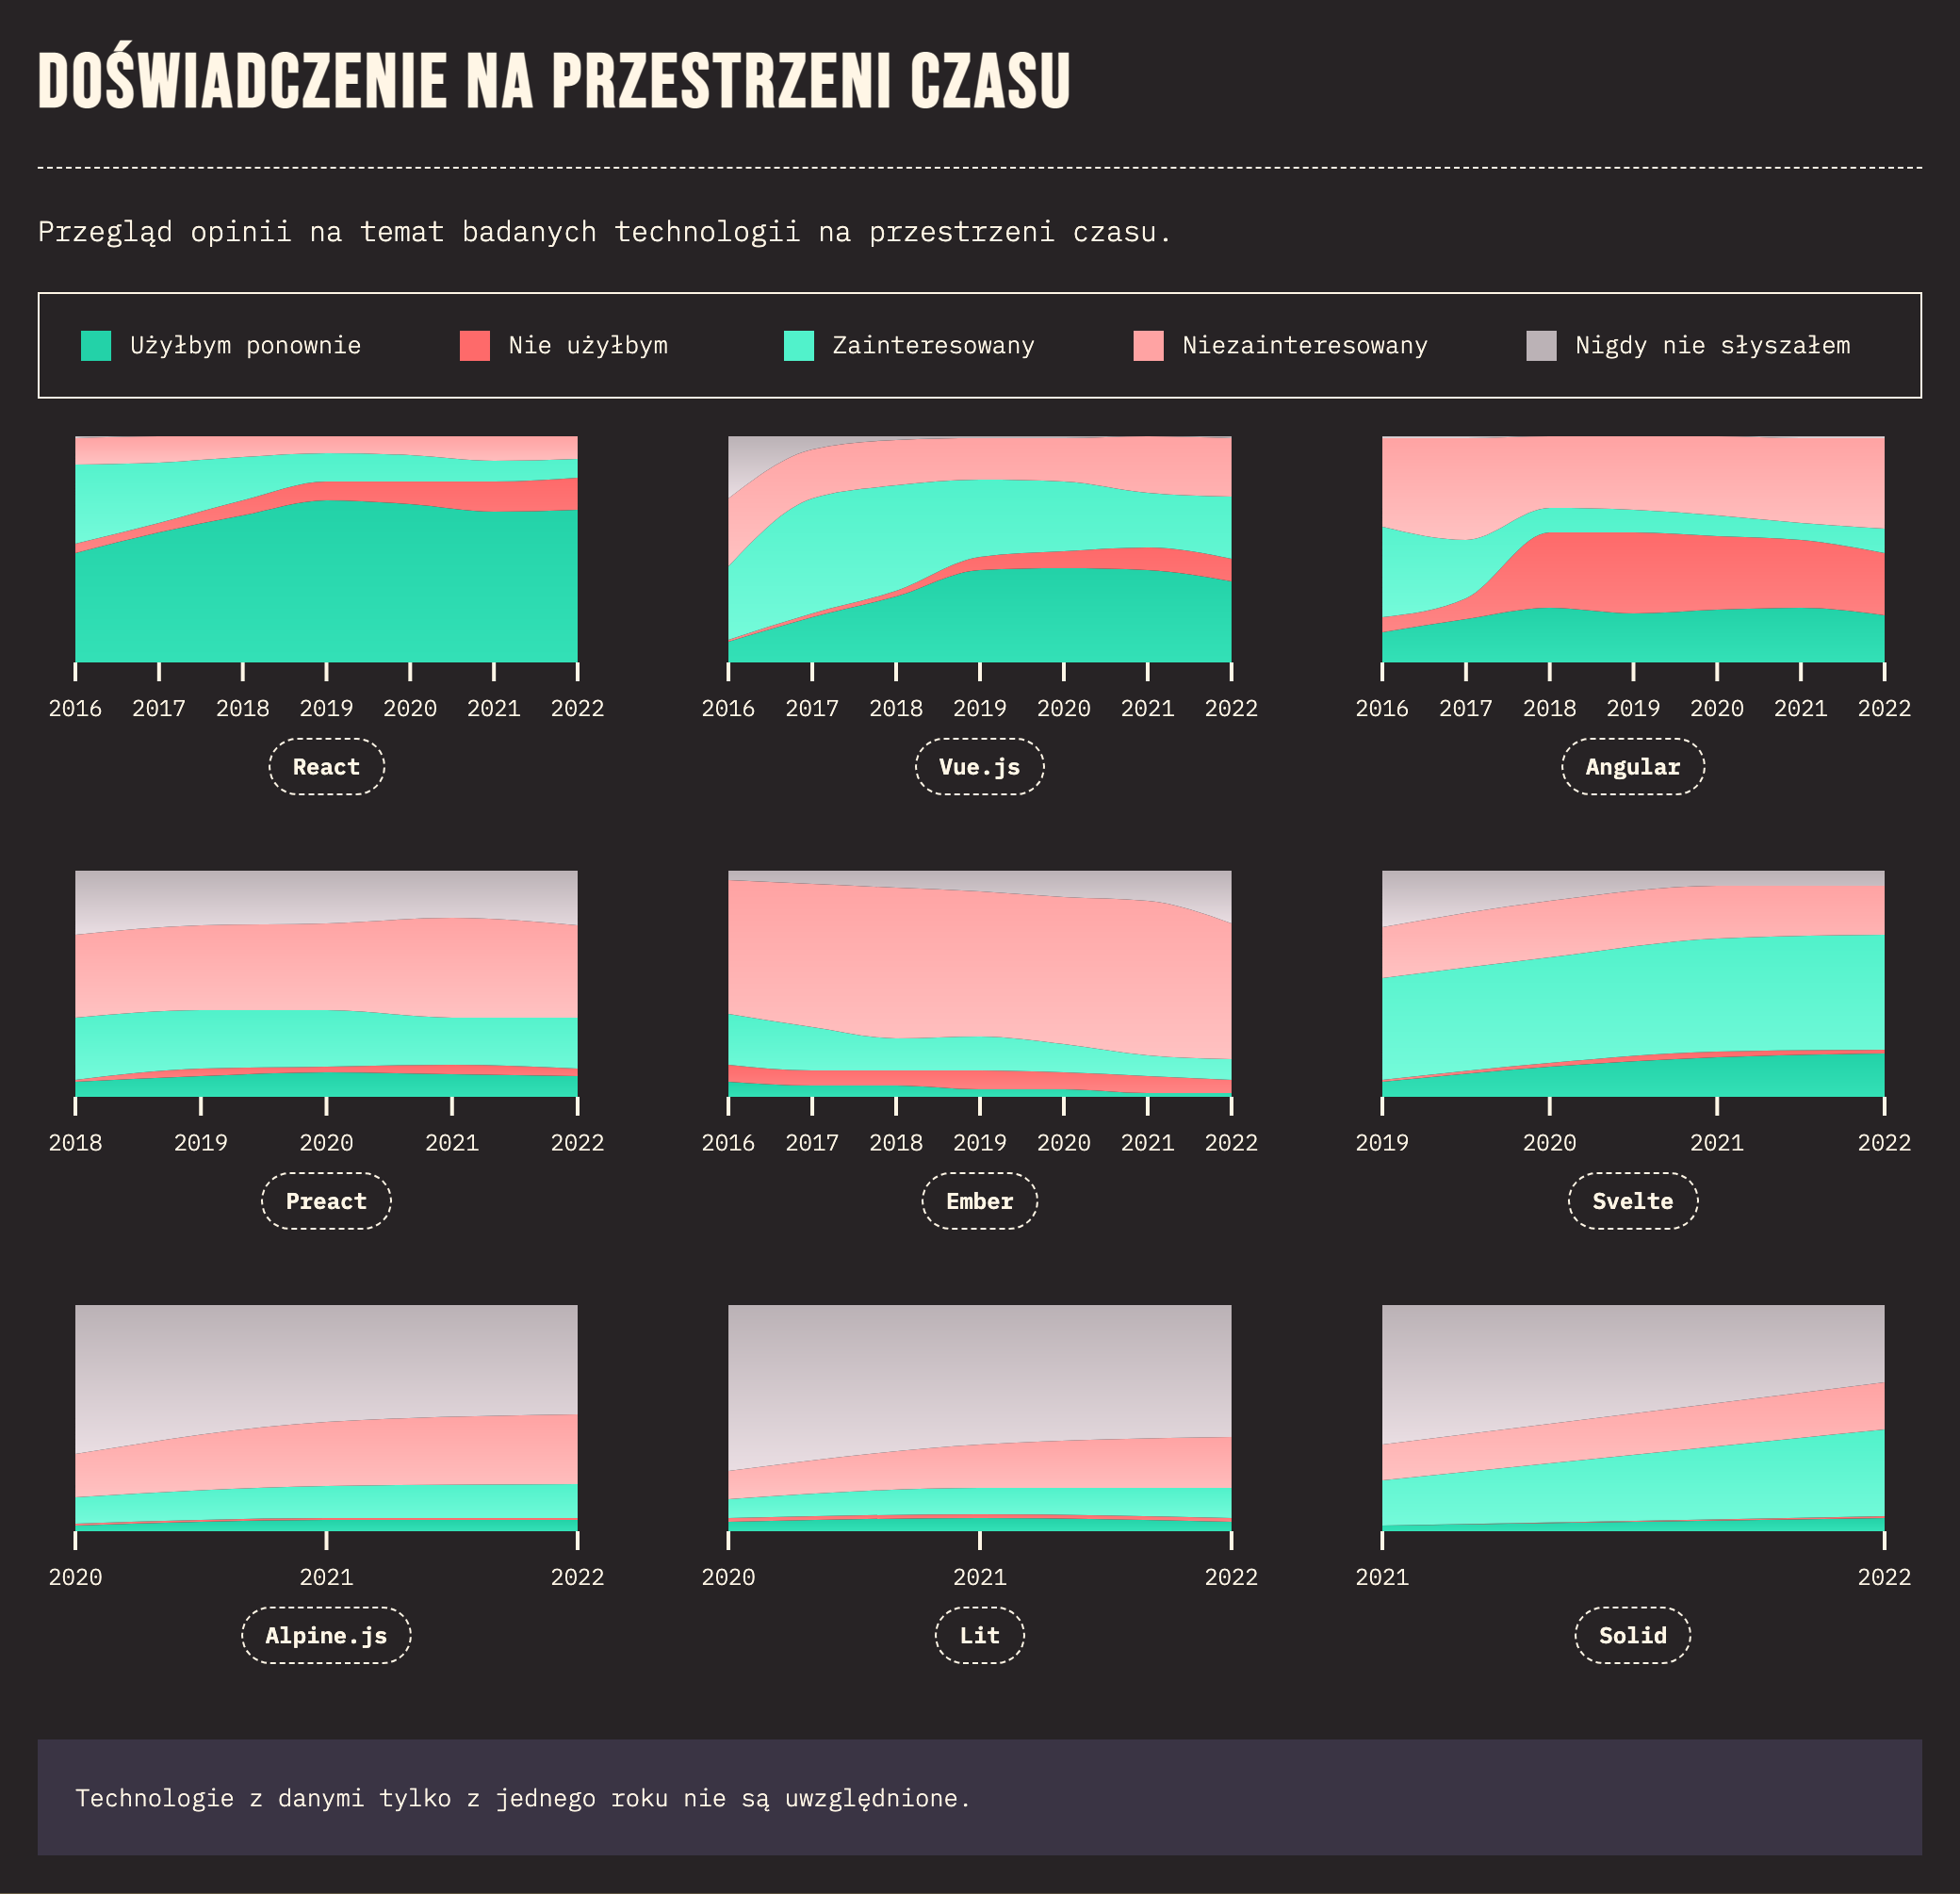 DOŚWIADCZENIE NA PRZESTRZENI CZASU
Przegląd opinii na temat badanych technologii na przestrzeni czasu.
Użyłbym ponownie Nie użyłbym Zainteresowany Niezainteresowany Nigdy nie słyszałem
2016 2017 2018 2019 2020 2021 2022
React
2016 2017 2018 2019 2020 2021 2022
Vue.js
2016 2017 2018 2019 2020 2021 2022
Angular
2018 2019 2020 2021 2022
Preact
2016 2017 2018 2019 2020 2021 2022
Ember
2019 2020 2021 2022
Svelte
2020 2021 2022
Alpine.js
2020 2021 2022
Lit
2021 2022
Solid
Technologie z danymi tylko z jednego roku nie są uwzględnione.